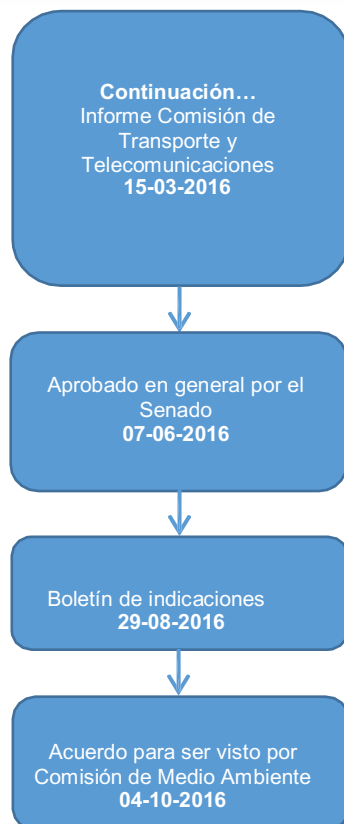 Continuación...
Informe Comisión de
Transporte y
Telecomunicaciones
15-03-2016
Aprobado en general por el
Senado
07-06-2016
Boletín de indicaciones
29-08-2016
Acuerdo para ser visto por
Comisión de Medio Ambiente
04-10-2016